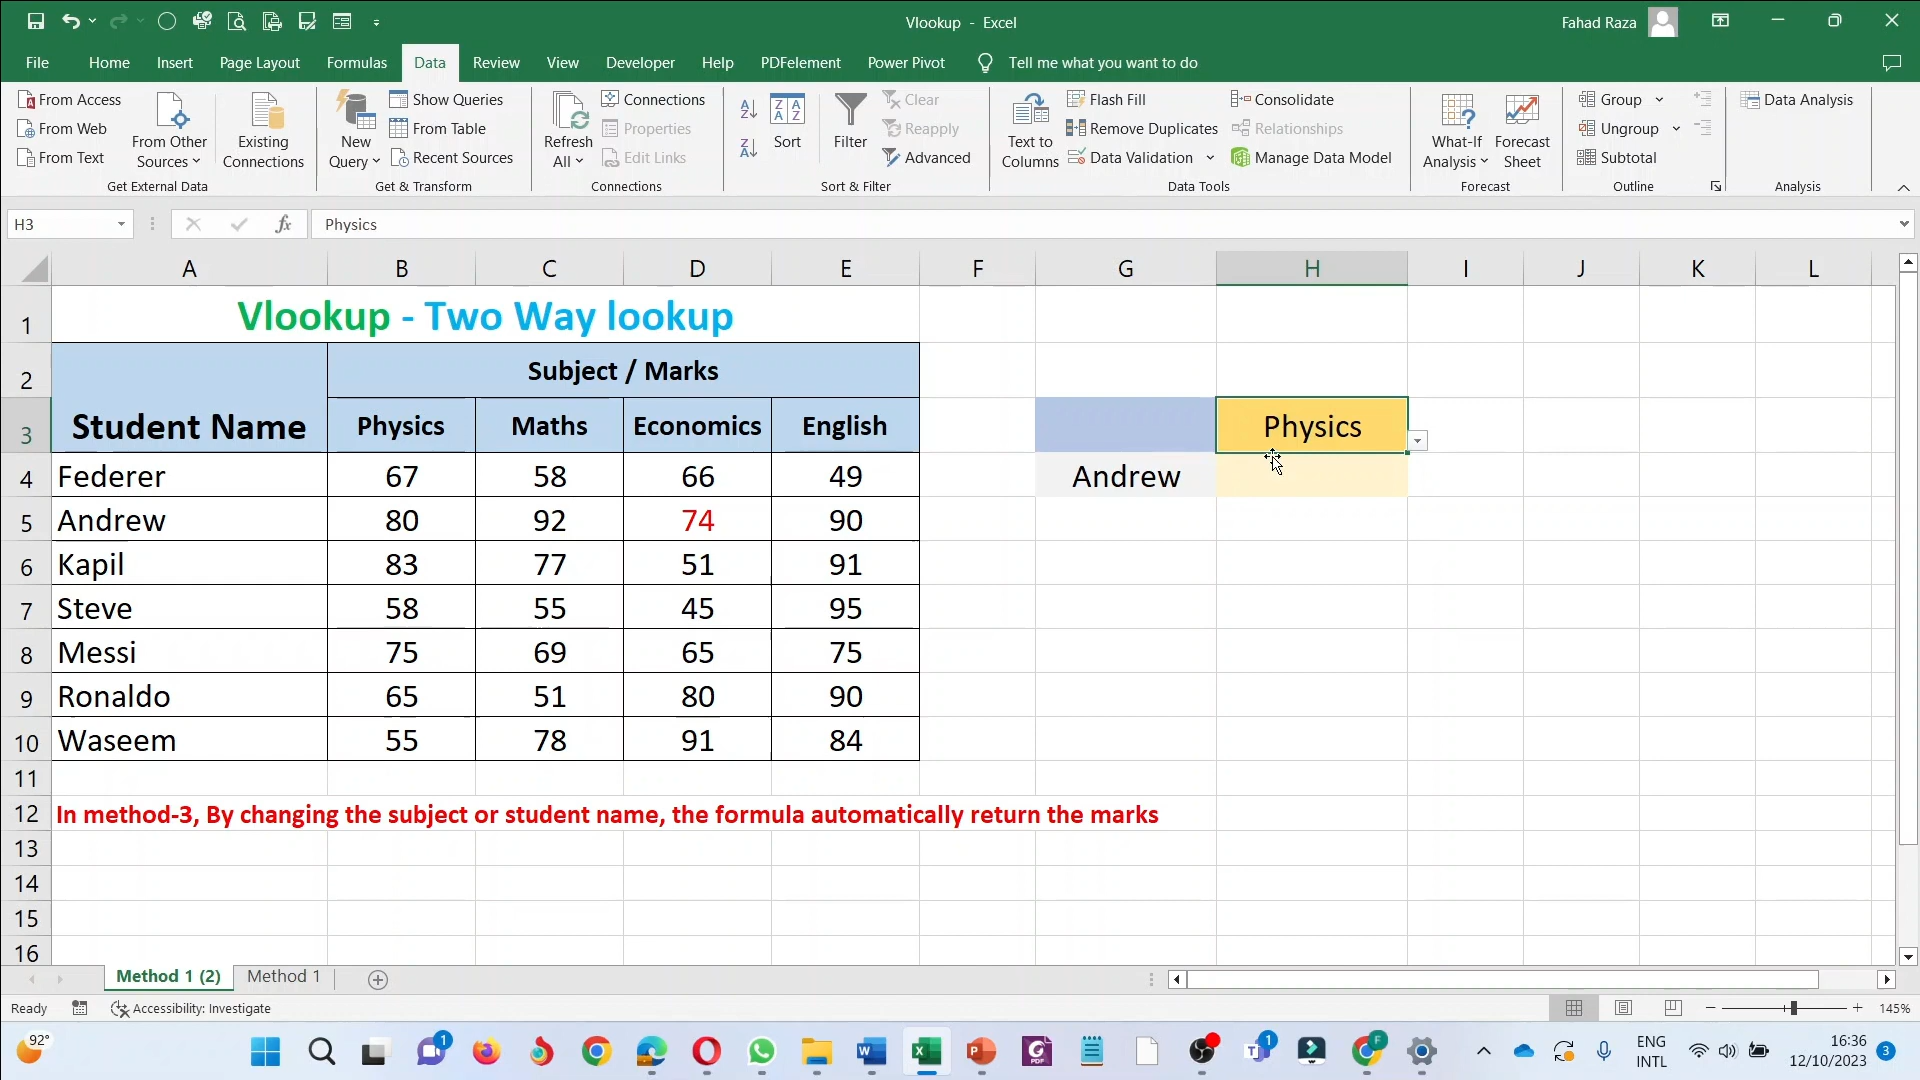 Vlookup - Excel
Fahad Raza
File Home Insert Page Layout Formulas Data Review View Developer Help PDFelement Power Pivot Tell me what you want to do
From Access
From Web
From Text
From Other
Sources
Existing
Connections
Get External Data
New
Query
Show Queries
From Table
Recent Sources
Get & Transform
Refresh
All
Connections
Properties
Edit Links
Connections
Sort
Filter
Clear
Reapply
Advanced
Sort & Filter
Text to
Columns
Flash Fill
Remove Duplicates
Data Validation
Consolidate
Relationships
Manage Data Model
Data Tools
What-If
Analysis
Forecast
Sheet
Forecast
Group
Ungroup
Subtotal
Outline
Data Analysis
Analysis
H3 fx Physics
A B C D E F G H I J K L
1 Vlookup - Two Way lookup
2 Subject / Marks
3 Student Name Physics Maths Economics English Physics
4 Federer 67 58 66 49 Andrew
5 Andrew 80 92 74 90
6 Kapil 83 77 51 91
7 Steve 58 55 45 95
8 Messi 75 69 65 75
9 Ronaldo 65 51 80 90
10 Waseem 55 78 91 84
11
12 In method-3, By changing the subject or student name, the formula automatically return the marks
13
14
15
16
Method 1 (2) Method 1
Ready Accessibility: Investigate 145%
92° 1 1 F ENG 16:36
INTL 12/10/2023 3